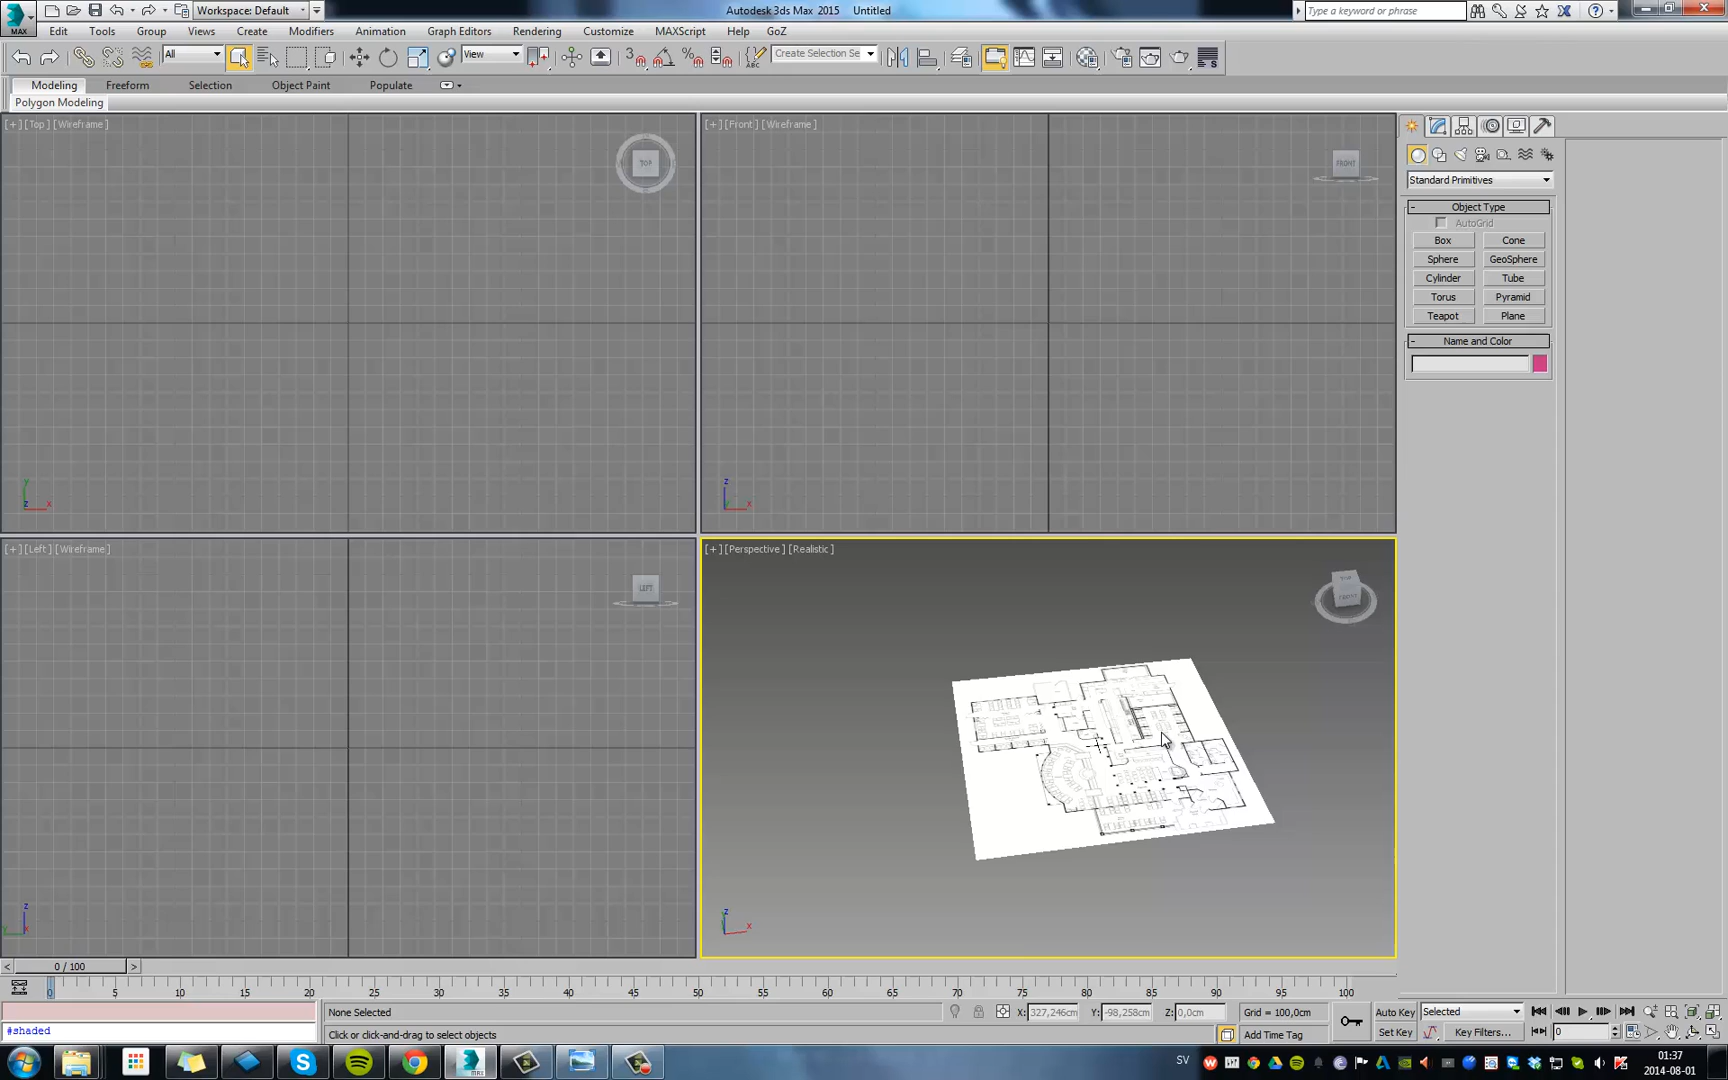 Workspace: Default
Autodesk 3ds Max 2015 Untitled
Type a keyword or phrase
MAX
Edit Tools Group Views Create Modifiers Animation Graph Editors Rendering Customize MAXScript Help GoZ
All
View
3
ABC
Create Selection Se
Modeling Freeform Selection Object Paint Populate
Polygon Modeling
[+][Top][Wireframe]
TOP
[+][Front][Wireframe]
FRONT
Standard Primitives
- Object Type
AutoGrid
Box Cone
Sphere GeoSphere
Cylinder Tube
Torus Pyramid
Teapot Plane
- Name and Color
y
z x
z
x
[+][Left][Wireframe]
LEFT
[+][Perspective][Realistic]
TOP
FRONT
z
y
z
x
< 0 / 100 >
0 5 10 15 20 25 30 35 40 45 50 55 60 65 70 75 80 85 90 95 100
None Selected
X: 327,246cm Y: -98,258cm Z: 0,0cm Grid = 100,0cm
Auto Key Selected
#shaded
Click or click-and-drag to select objects
Add Time Tag
Set Key Key Filters...
0
SV
01:37
2014-08-01